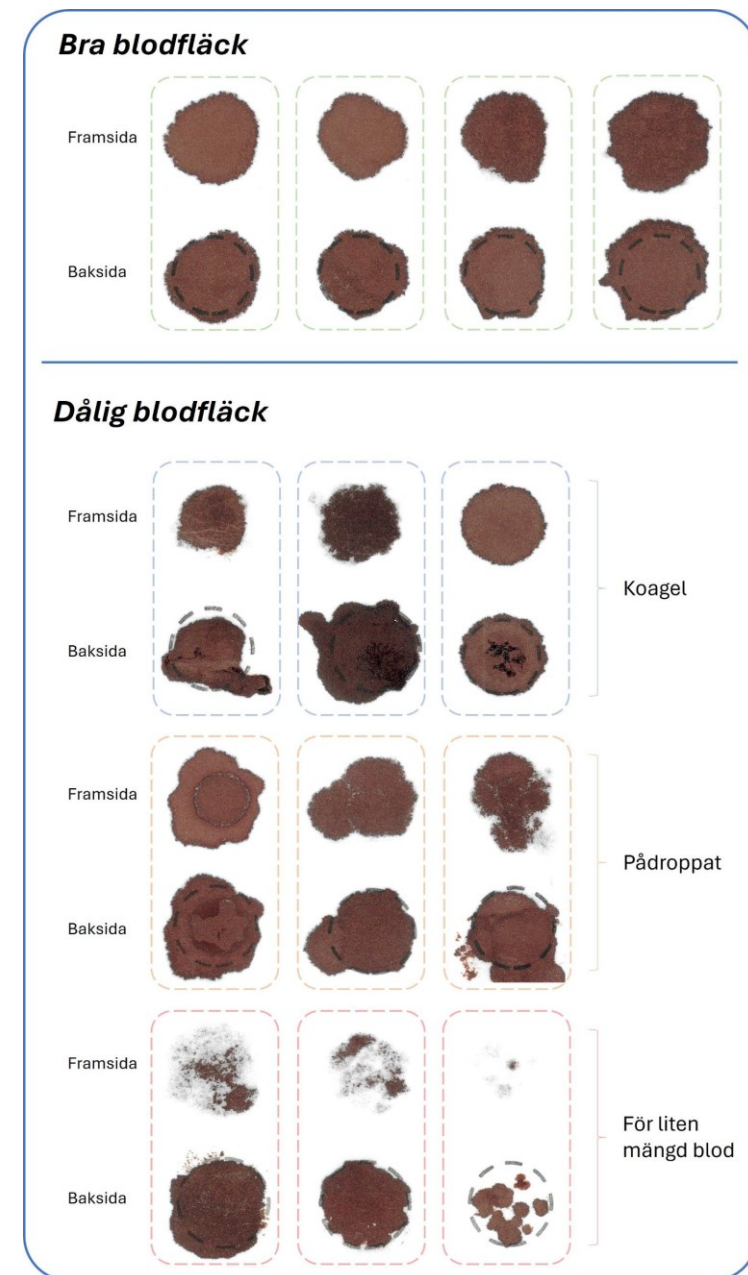 Bra blodfläck
Framsida
Baksida
Dålig blodfläck
Framsida
Koagel
Baksida
Framsida
Pådroppat
Baksida
Framsida
För liten
mängd blod
Baksida